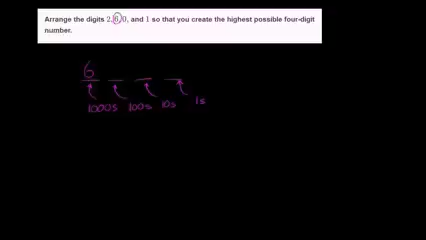 Arrange the digits 2, 6, 0, and 1 so that you create the highest possible four-digit
number.
6
1000s 100s 10s 1s